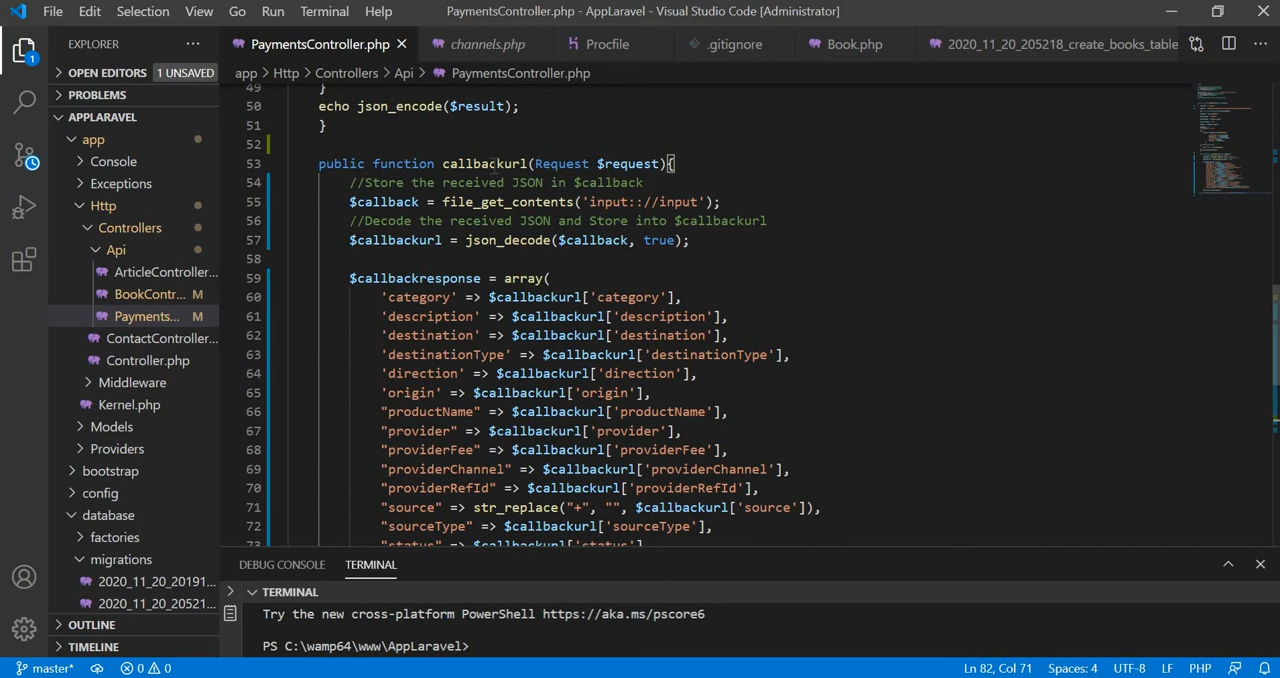 File Edit Selection View Go Run Terminal Help PaymentsController.php - AppLaravel - Visual Studio Code [Administrator]
EXPLORER ···
OPEN EDITORS 1 UNSAVED
PROBLEMS
APPLARAVEL
app
Console
Exceptions
Http
Controllers
Api
ArticleController...
BookContr... M
Payments... M
ContactController...
Controller.php
Middleware
Kernel.php
Models
Providers
bootstrap
config
database
factories
migrations
2020_11_20_20191...
2020_11_20_20521...
OUTLINE
TIMELINE
1
PaymentsController.php channels.php Procfile .gitignore Book.php 2020_11_20_205218_create_books_table ···
app > Http > Controllers > Api > PaymentsController.php
49 }
50 echo json_encode($result);
51 }
52
53 public function callbackurl(Request $request){
54 //Store the received JSON in $callback
55 $callback = file_get_contents('input:://input');
56 //Decode the received JSON and Store into $callbackurl
57 $callbackurl = json_decode($callback, true);
58
59 $callbackresponse = array(
60 'category' => $callbackurl['category'],
61 'description' => $callbackurl['description'],
62 'destination' => $callbackurl['destination'],
63 'destinationType' => $callbackurl['destinationType'],
64 'direction' => $callbackurl['direction'],
65 'origin' => $callbackurl['origin'],
66 "productName" => $callbackurl['productName'],
67 "provider" => $callbackurl['provider'],
68 "providerFee" => $callbackurl['providerFee'],
69 "providerChannel" => $callbackurl['providerChannel'],
70 "providerRefId" => $callbackurl['providerRefId'],
71 "source" => str_replace("+", "", $callbackurl['source']),
72 "sourceType" => $callbackurl['sourceType'],
73 "status" => $callbackurl['status'],
DEBUG CONSOLE TERMINAL
TERMINAL
Try the new cross-platform PowerShell https://aka.ms/pscore6
PS C:\wamp64\www\AppLaravel>
master* 0 0 Ln 82, Col 71 Spaces: 4 UTF-8 LF PHP